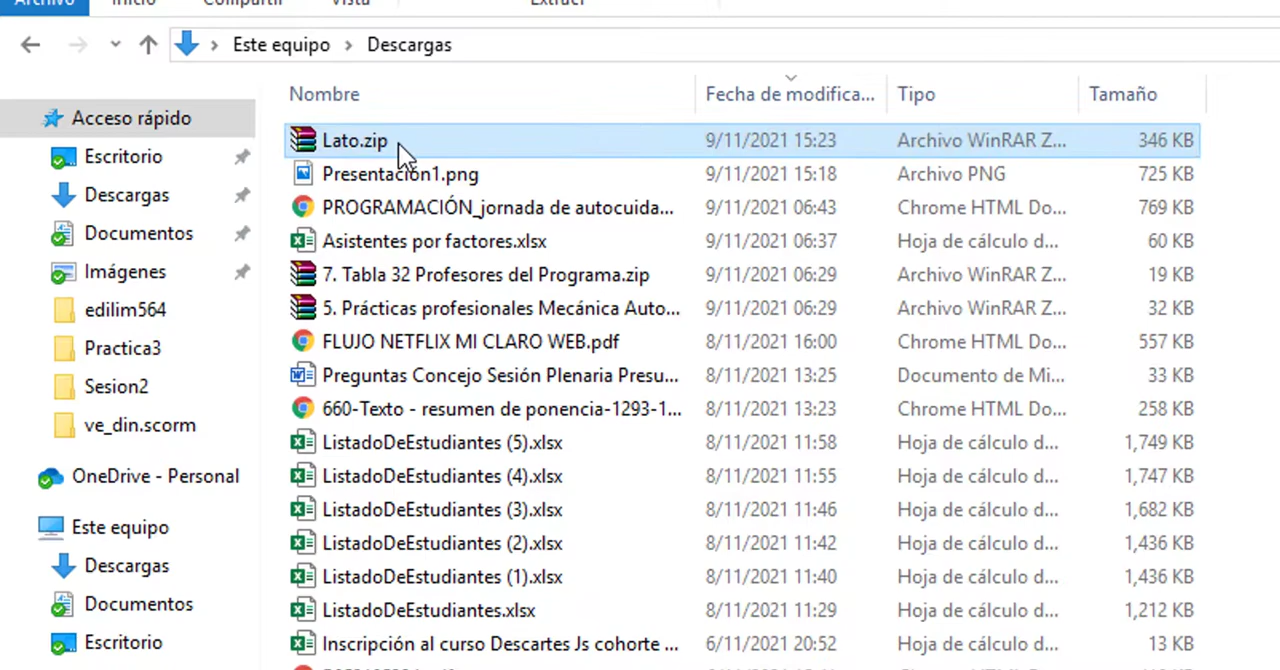 Archivo Inicio Compartir Vista Extraer
Este equipo > Descargas
Nombre Fecha de modifica... Tipo Tamaño
Acceso rápido
Escritorio
Descargas
Documentos
Imágenes
edilim564
Practica3
Sesion2
ve_din.scorm
OneDrive - Personal
Este equipo
Descargas
Documentos
Escritorio
Lato.zip 9/11/2021 15:23 Archivo WinRAR Z... 346 KB
Presentación1.png 9/11/2021 15:18 Archivo PNG 725 KB
PROGRAMACIÓN_jornada de autocuida... 9/11/2021 06:43 Chrome HTML Do... 769 KB
Asistentes por factores.xlsx 9/11/2021 06:37 Hoja de cálculo d... 60 KB
7. Tabla 32 Profesores del Programa.zip 9/11/2021 06:29 Archivo WinRAR Z... 19 KB
5. Prácticas profesionales Mecánica Auto... 9/11/2021 06:29 Archivo WinRAR Z... 32 KB
FLUJO NETFLIX MI CLARO WEB.pdf 8/11/2021 16:00 Chrome HTML Do... 557 KB
Preguntas Concejo Sesión Plenaria Presu... 8/11/2021 13:25 Documento de Mi... 33 KB
660-Texto - resumen de ponencia-1293-1... 8/11/2021 13:23 Chrome HTML Do... 258 KB
ListadoDeEstudiantes (5).xlsx 8/11/2021 11:58 Hoja de cálculo d... 1,749 KB
ListadoDeEstudiantes (4).xlsx 8/11/2021 11:55 Hoja de cálculo d... 1,747 KB
ListadoDeEstudiantes (3).xlsx 8/11/2021 11:46 Hoja de cálculo d... 1,682 KB
ListadoDeEstudiantes (2).xlsx 8/11/2021 11:42 Hoja de cálculo d... 1,436 KB
ListadoDeEstudiantes (1).xlsx 8/11/2021 11:40 Hoja de cálculo d... 1,436 KB
ListadoDeEstudiantes.xlsx 8/11/2021 11:29 Hoja de cálculo d... 1,212 KB
Inscripción al curso Descartes Js cohorte ... 6/11/2021 20:52 Hoja de cálculo d... 13 KB